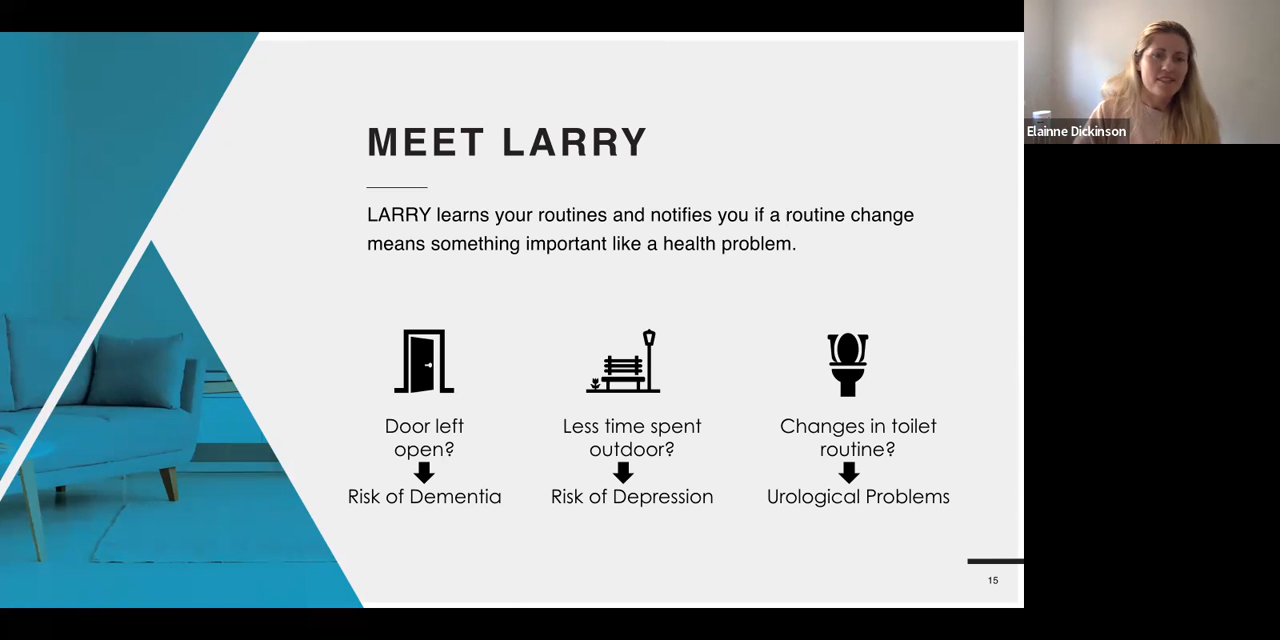 MEET LARRY
LARRY learns your routines and notifies you if a routine change
means something important like a health problem.
Door left
open?
Risk of Dementia
Less time spent
outdoor?
Risk of Depression
Changes in toilet
routine?
Urological Problems
15
Elainne Dickinson